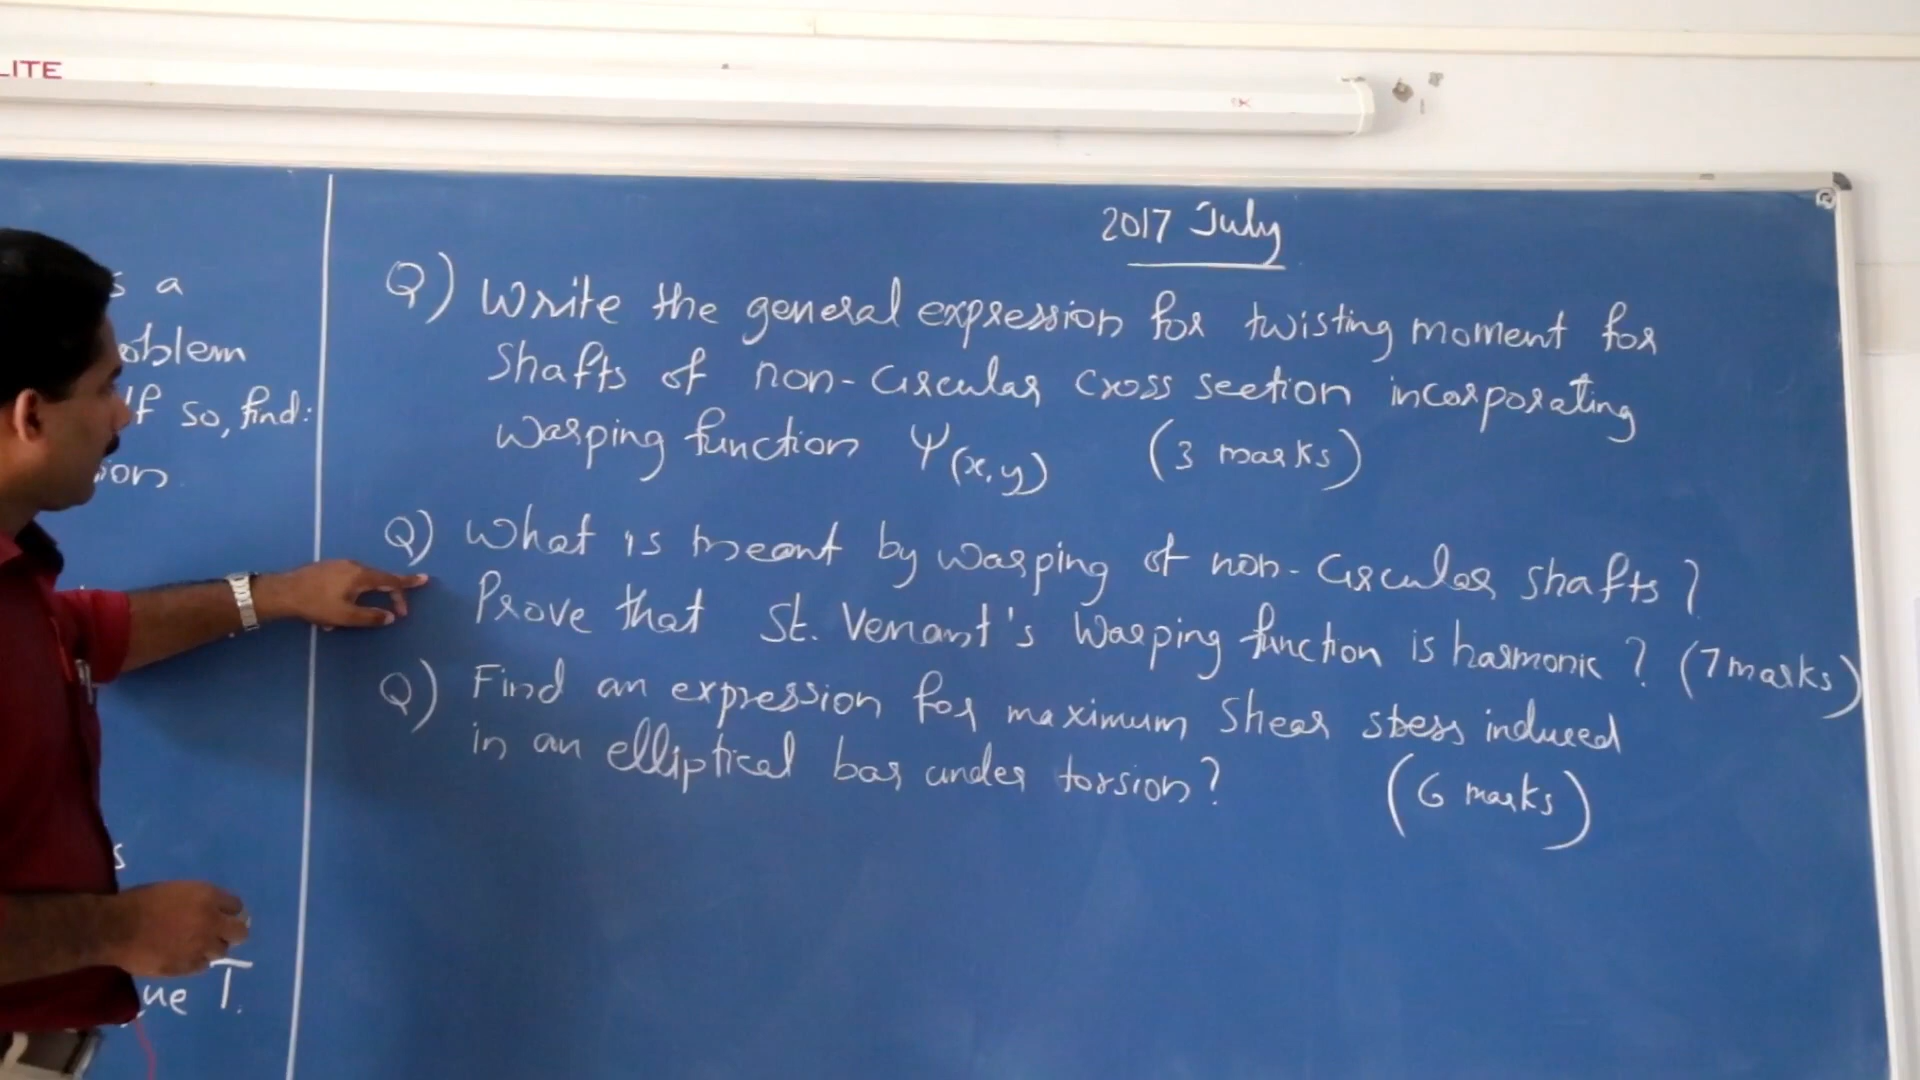 LITE
s a
oblem
If so, find:
ion
s
ue T.
2017 July
Q) Write the general expression for twisting moment for
Shafts of non-Circular cross section incorporating
warping function Ψ(x,y) (3 marks)
Q) What is meant by warping of non-Circular shafts?
Prove that St. Venant's Warping function is harmonic? (7 marks)
Q) Find an expression for maximum Shear stress induced
in an elliptical bar under torsion? (6 marks)